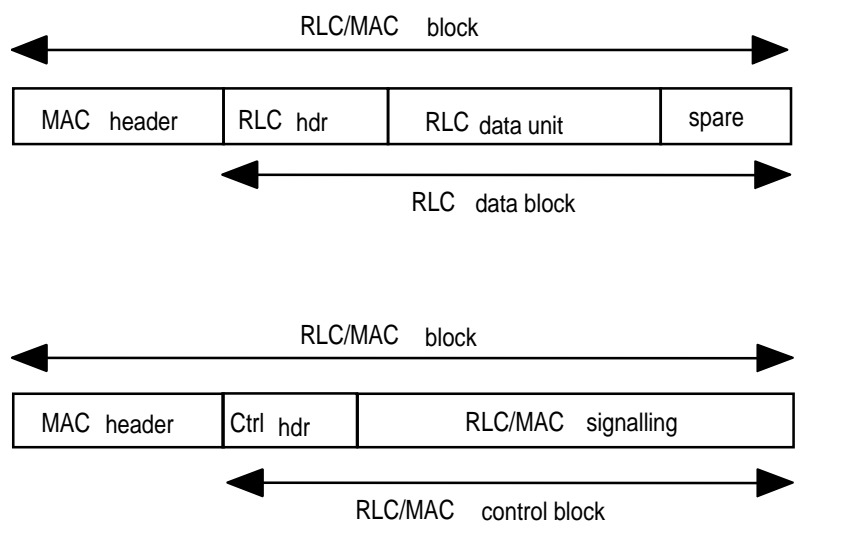 RLC/MAC block
MAC header RLC hdr RLC data unit spare
RLC data block
RLC/MAC block
MAC header Ctrl hdr RLC/MAC signalling
RLC/MAC control block